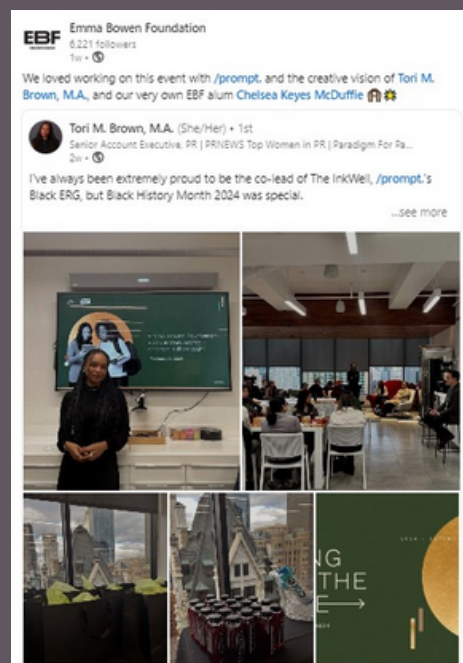 EBF
Emma Bowen Foundation
6,221 followers
1w •
We loved working on this event with /prompt. and the creative vision of Tori M.
Brown, M.A., and our very own EBF alum Chelsea Keyes McDuffie
Tori M. Brown, M.A. (She/Her) • 1st
Senior Account Executive, PR | PRNEWS Top Women in PR | Paradigm For Pa...
2w •
I've always been extremely proud to be the co-lead of The InkWell, /prompt.'s
Black ERG, but Black History Month 2024 was special.
...see more
NG
THE
E